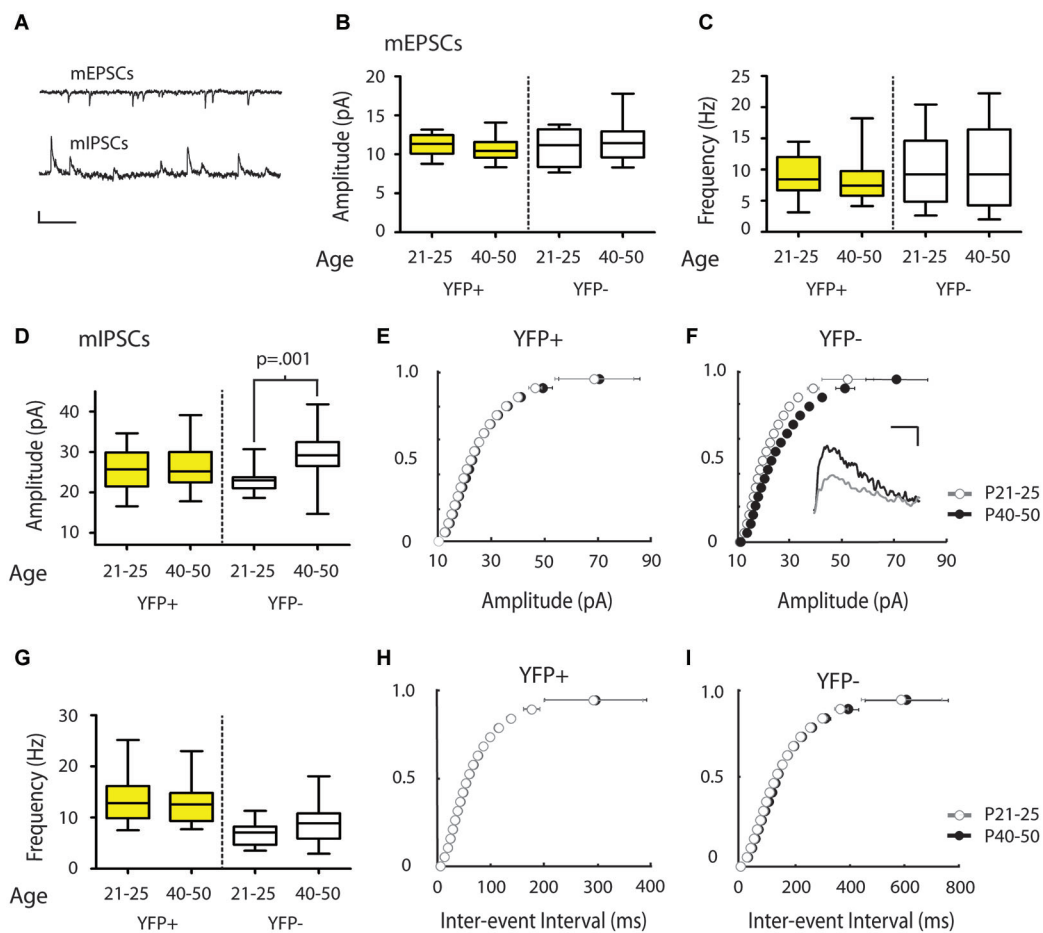 A
mEPSCs
mIPSCs
B
mEPSCs
Amplitude (pA)
20
15
10
5
0
Age
21-25
40-50
21-25
40-50
YFP+
YFP-
C
Frequency (Hz)
25
20
15
10
5
0
21-25
40-50
21-25
40-50
YFP+
YFP-
D
mIPSCs
p=.001
Amplitude (pA)
40
30
20
10
Age
21-25
40-50
21-25
40-50
YFP+
YFP-
E
YFP+
1.0
0.5
0
10
30
50
70
90
Amplitude (pA)
F
YFP-
1.0
0.5
0
10
30
50
70
90
Amplitude (pA)
P21-25
P40-50
G
Frequency (Hz)
30
20
10
0
Age
21-25
40-50
21-25
40-50
YFP+
YFP-
H
YFP+
1.0
0.5
0
0
100
200
300
400
Inter-event Interval (ms)
I
YFP-
1.0
0.5
0
0
200
400
600
800
Inter-event Interval (ms)
P21-25
P40-50